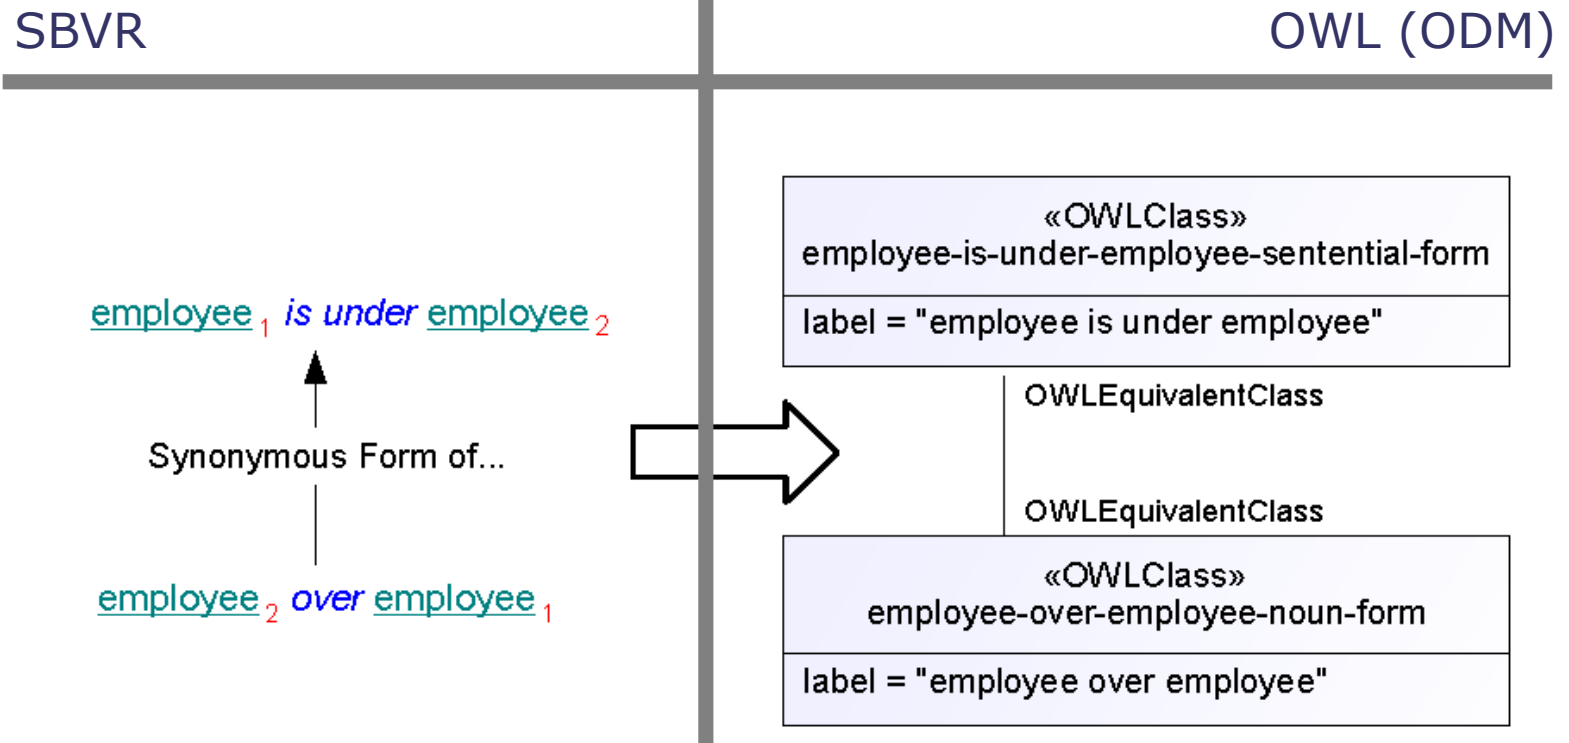 SBVR
OWL (ODM)
employee 1 is under employee 2
Synonymous Form of...
employee 2 over employee 1
«OWLClass»
employee-is-under-employee-sentential-form
label = "employee is under employee"
OWLEquivalentClass
OWLEquivalentClass
«OWLClass»
employee-over-employee-noun-form
label = "employee over employee"